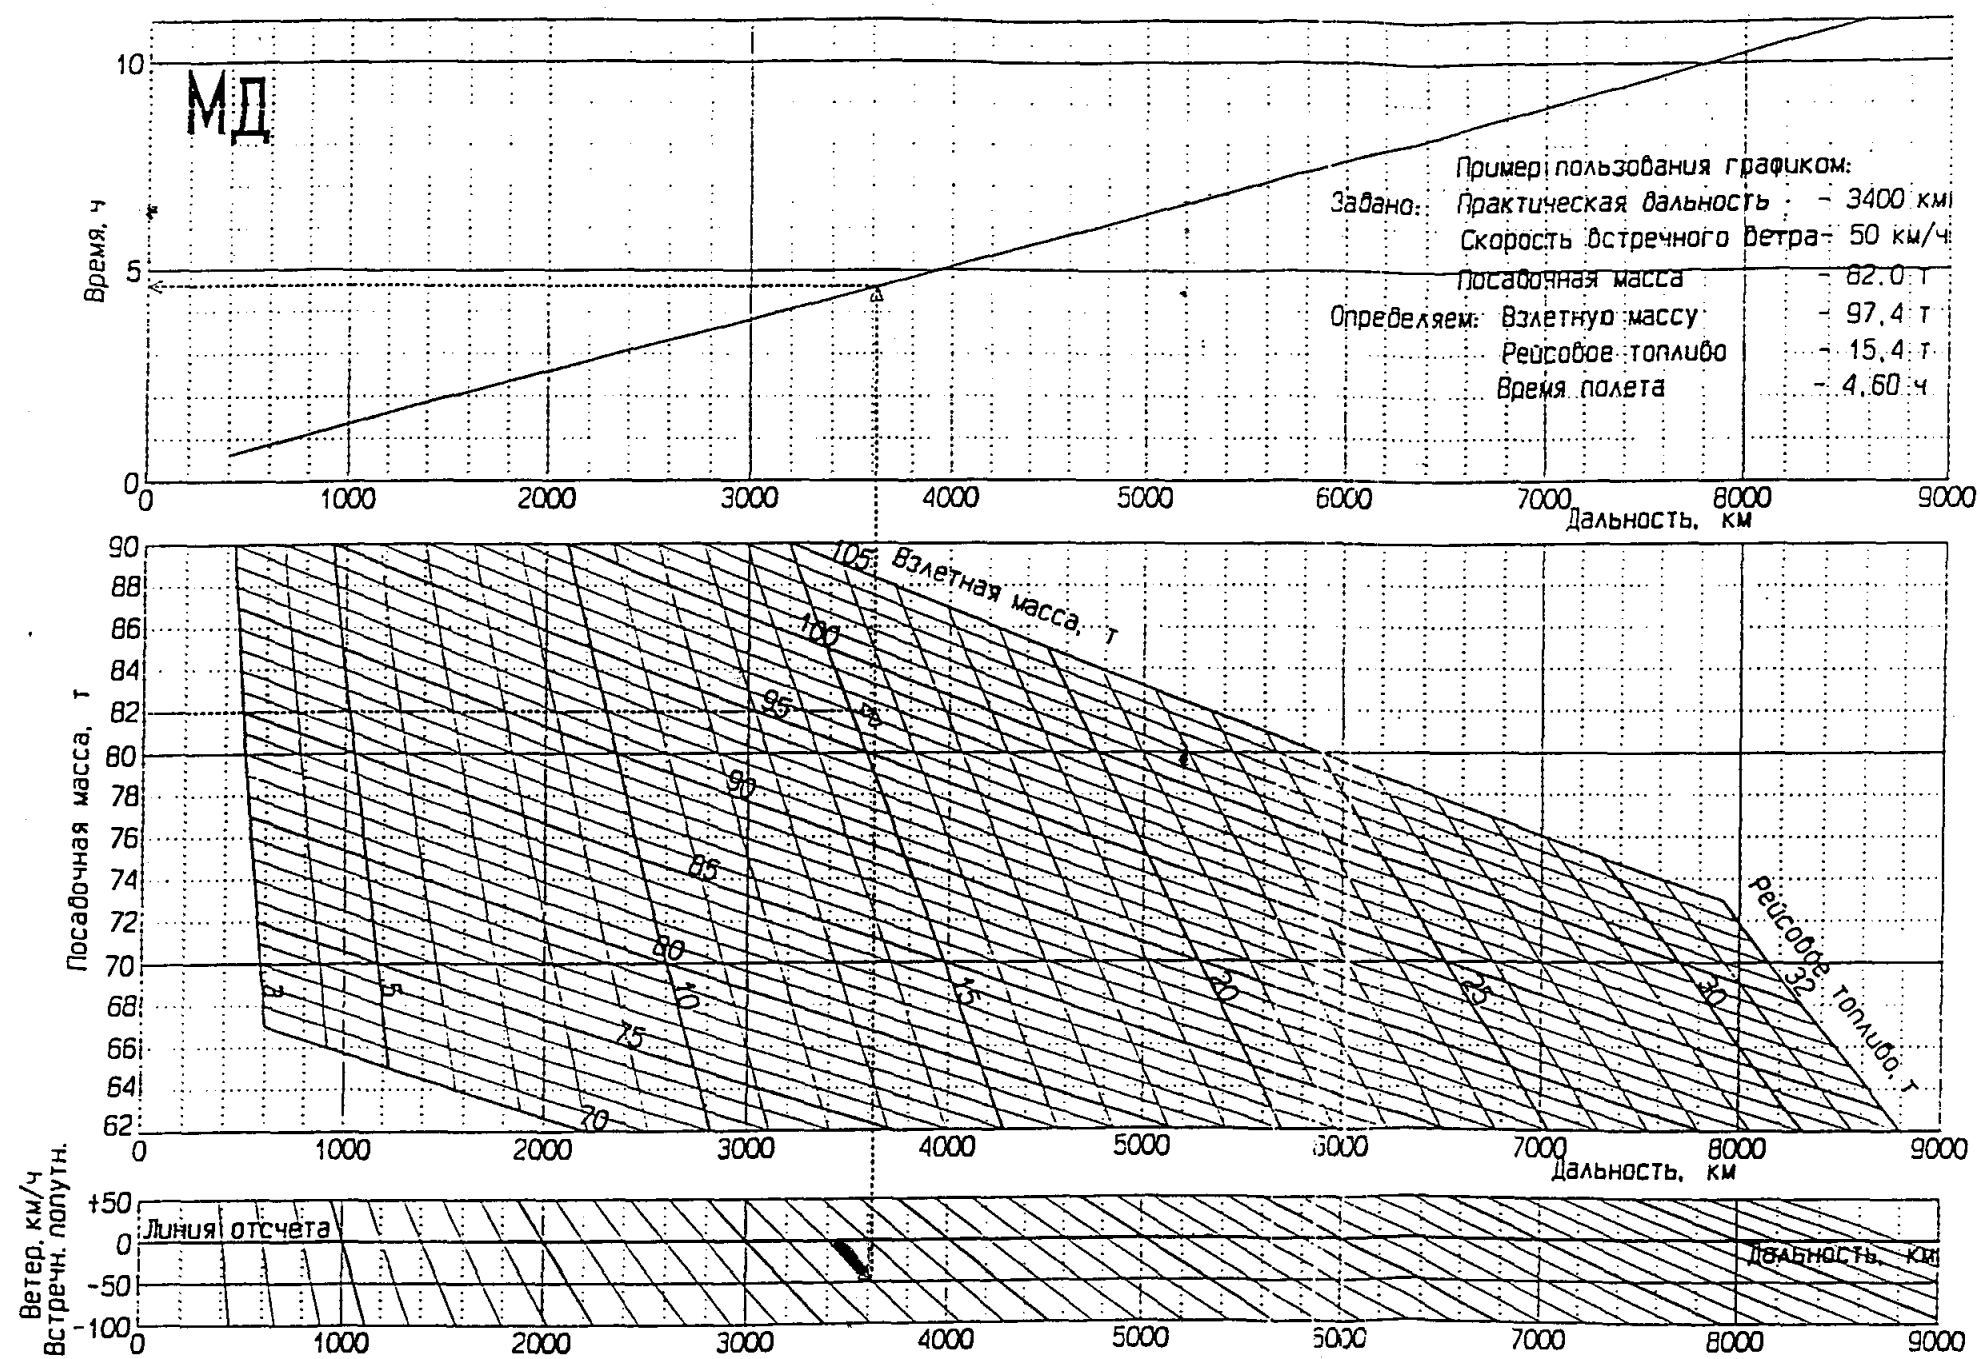 10
МД
Время, ч
5
0
Пример пользования графиком:
Задано: Практическая дальность - 3400 км
Скорость встречного ветра - 50 км/ч
Посадочная масса - 82.0 т
Определяем: Взлетную массу - 97,4 т
Рейсовое топливо - 15,4 т
Время полета - 4,60 ч
0 1000 2000 3000 4000 5000 6000 7000 8000 9000
Дальность, км
90
88
86
84
82
80
78
76
74
72
70
68
66
64
62
Посадочная масса, т
105 Взлетная масса, т
100
95
90
85
80
75
70
3 5 10 15 20 25 30 32
Рейсовое топливо, т
0 1000 2000 3000 4000 5000 6000 7000 8000 9000
Дальность, км
Ветер, км/ч
Встречн. попутн.
+50
0
-50
-100
Линия отсчета
Дальность, км
0 1000 2000 3000 4000 5000 6000 7000 8000 9000